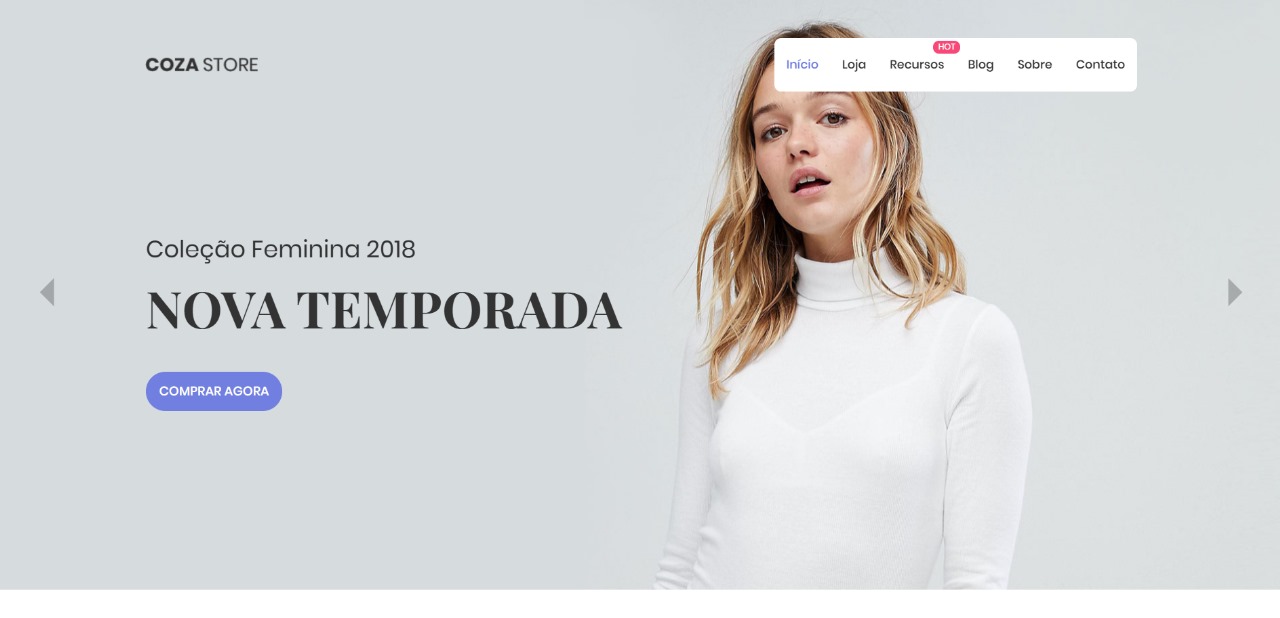 COZA STORE
HOT
Início Loja Recursos Blog Sobre Contato
Coleção Feminina 2018
NOVA TEMPORADA
COMPRAR AGORA